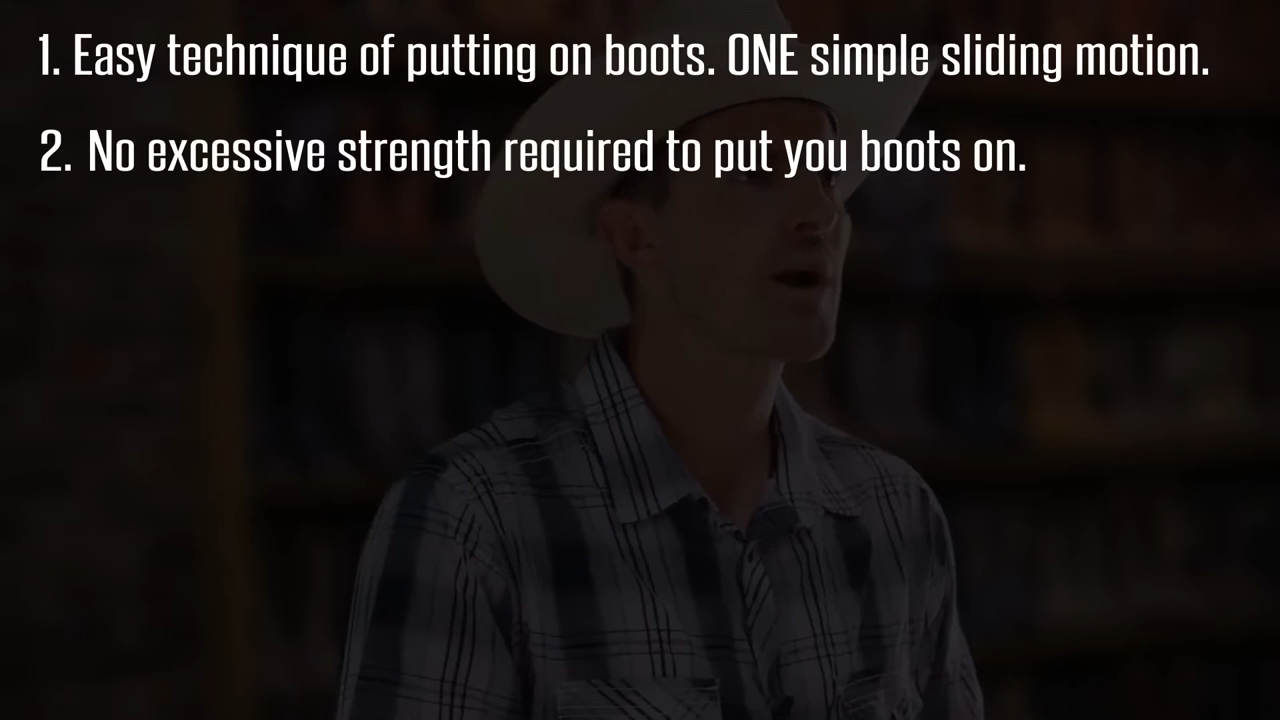 1. Easy technique of putting on boots. ONE simple sliding motion.
2. No excessive strength required to put you boots on.